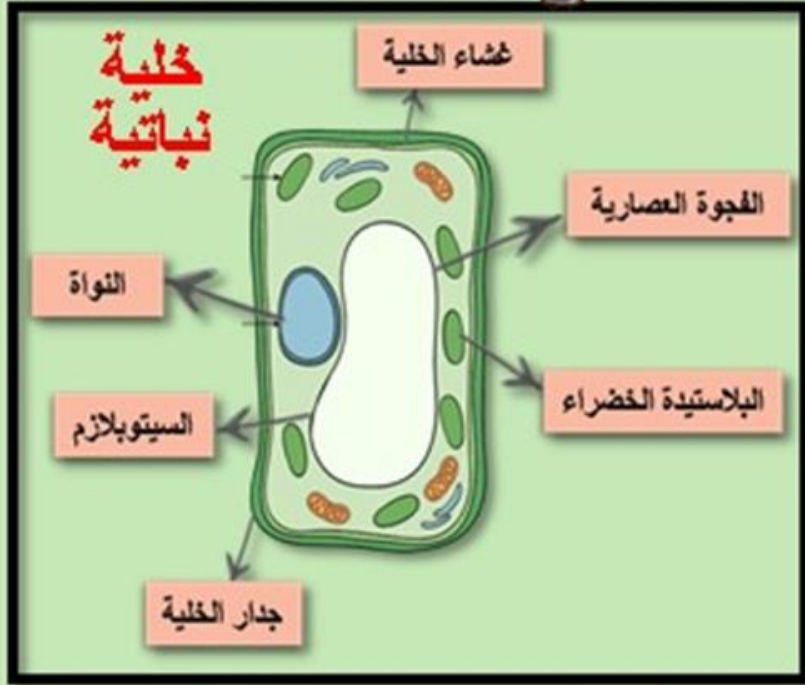 خلية
نباتية
غشاء الخلية
الفجوة العصارية
النواة
البلاستيدة الخضراء
السيتوبلازم
جدار الخلية